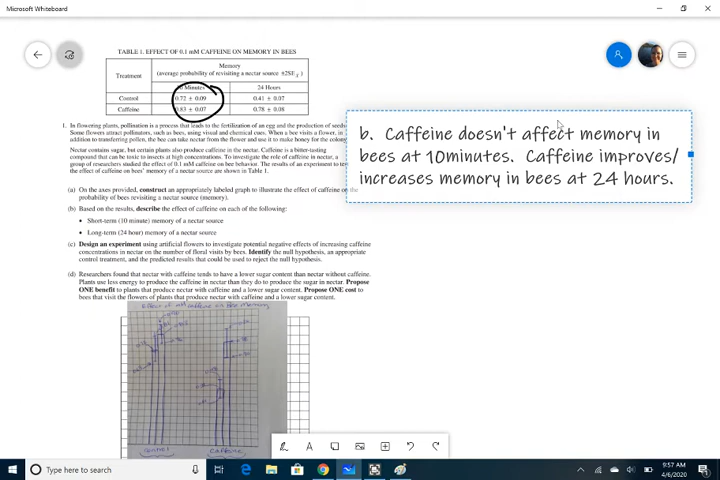 Microsoft Whiteboard
TABLE 1. EFFECT OF 0.1 mM CAFFEINE ON MEMORY IN BEES
Treatment
Memory
(average probability of revisiting a nectar source ±2SE x̄)
10 Minutes 24 Hours
Control 0.72 ± 0.09 0.41 ± 0.07
Caffeine 0.83 ± 0.07 0.78 ± 0.08
1. In flowering plants, pollination is a process that leads to the fertilization of an egg and the production of seeds.
Some flowers attract pollinators, such as bees, using visual and chemical cues. When a bee visits a flower, in
addition to transferring pollen, the bee can take nectar from the flower and use it to make honey for the colony.
Nectar contains sugar, but certain plants also produce caffeine in the nectar. Caffeine is a bitter-tasting
compound that can be toxic to insects at high concentrations. To investigate the role of caffeine in nectar, a
group of researchers studied the effect of 0.1 mM caffeine on bee behavior. The results of an experiment to test
the effect of caffeine on bees' memory of a nectar source are shown in Table 1.
(a) On the axes provided, construct an appropriately labeled graph to illustrate the effect of caffeine on the
probability of bees revisiting a nectar source (memory).
(b) Based on the results, describe the effect of caffeine on each of the following:
• Short-term (10 minute) memory of a nectar source
• Long-term (24 hour) memory of a nectar source
(c) Design an experiment using artificial flowers to investigate potential negative effects of increasing caffeine
concentrations in nectar on the number of floral visits by bees. Identify the null hypothesis, an appropriate
control treatment, and the predicted results that could be used to reject the null hypothesis.
(d) Researchers found that nectar with caffeine tends to have a lower sugar content than nectar without caffeine.
Plants use less energy to produce the caffeine in nectar than they do to produce the sugar in nectar. Propose
ONE benefit to plants that produce nectar with caffeine and a lower sugar content. Propose ONE cost to
bees that visit the flowers of plants that produce nectar with caffeine and a lower sugar content.
b. Caffeine doesn't affect memory in
bees at 10minutes. Caffeine improves/
increases memory in bees at 24 hours.
Effect of caffeine on Bee Memory
control caffeine
Type here to search
9:57 AM
4/6/2020